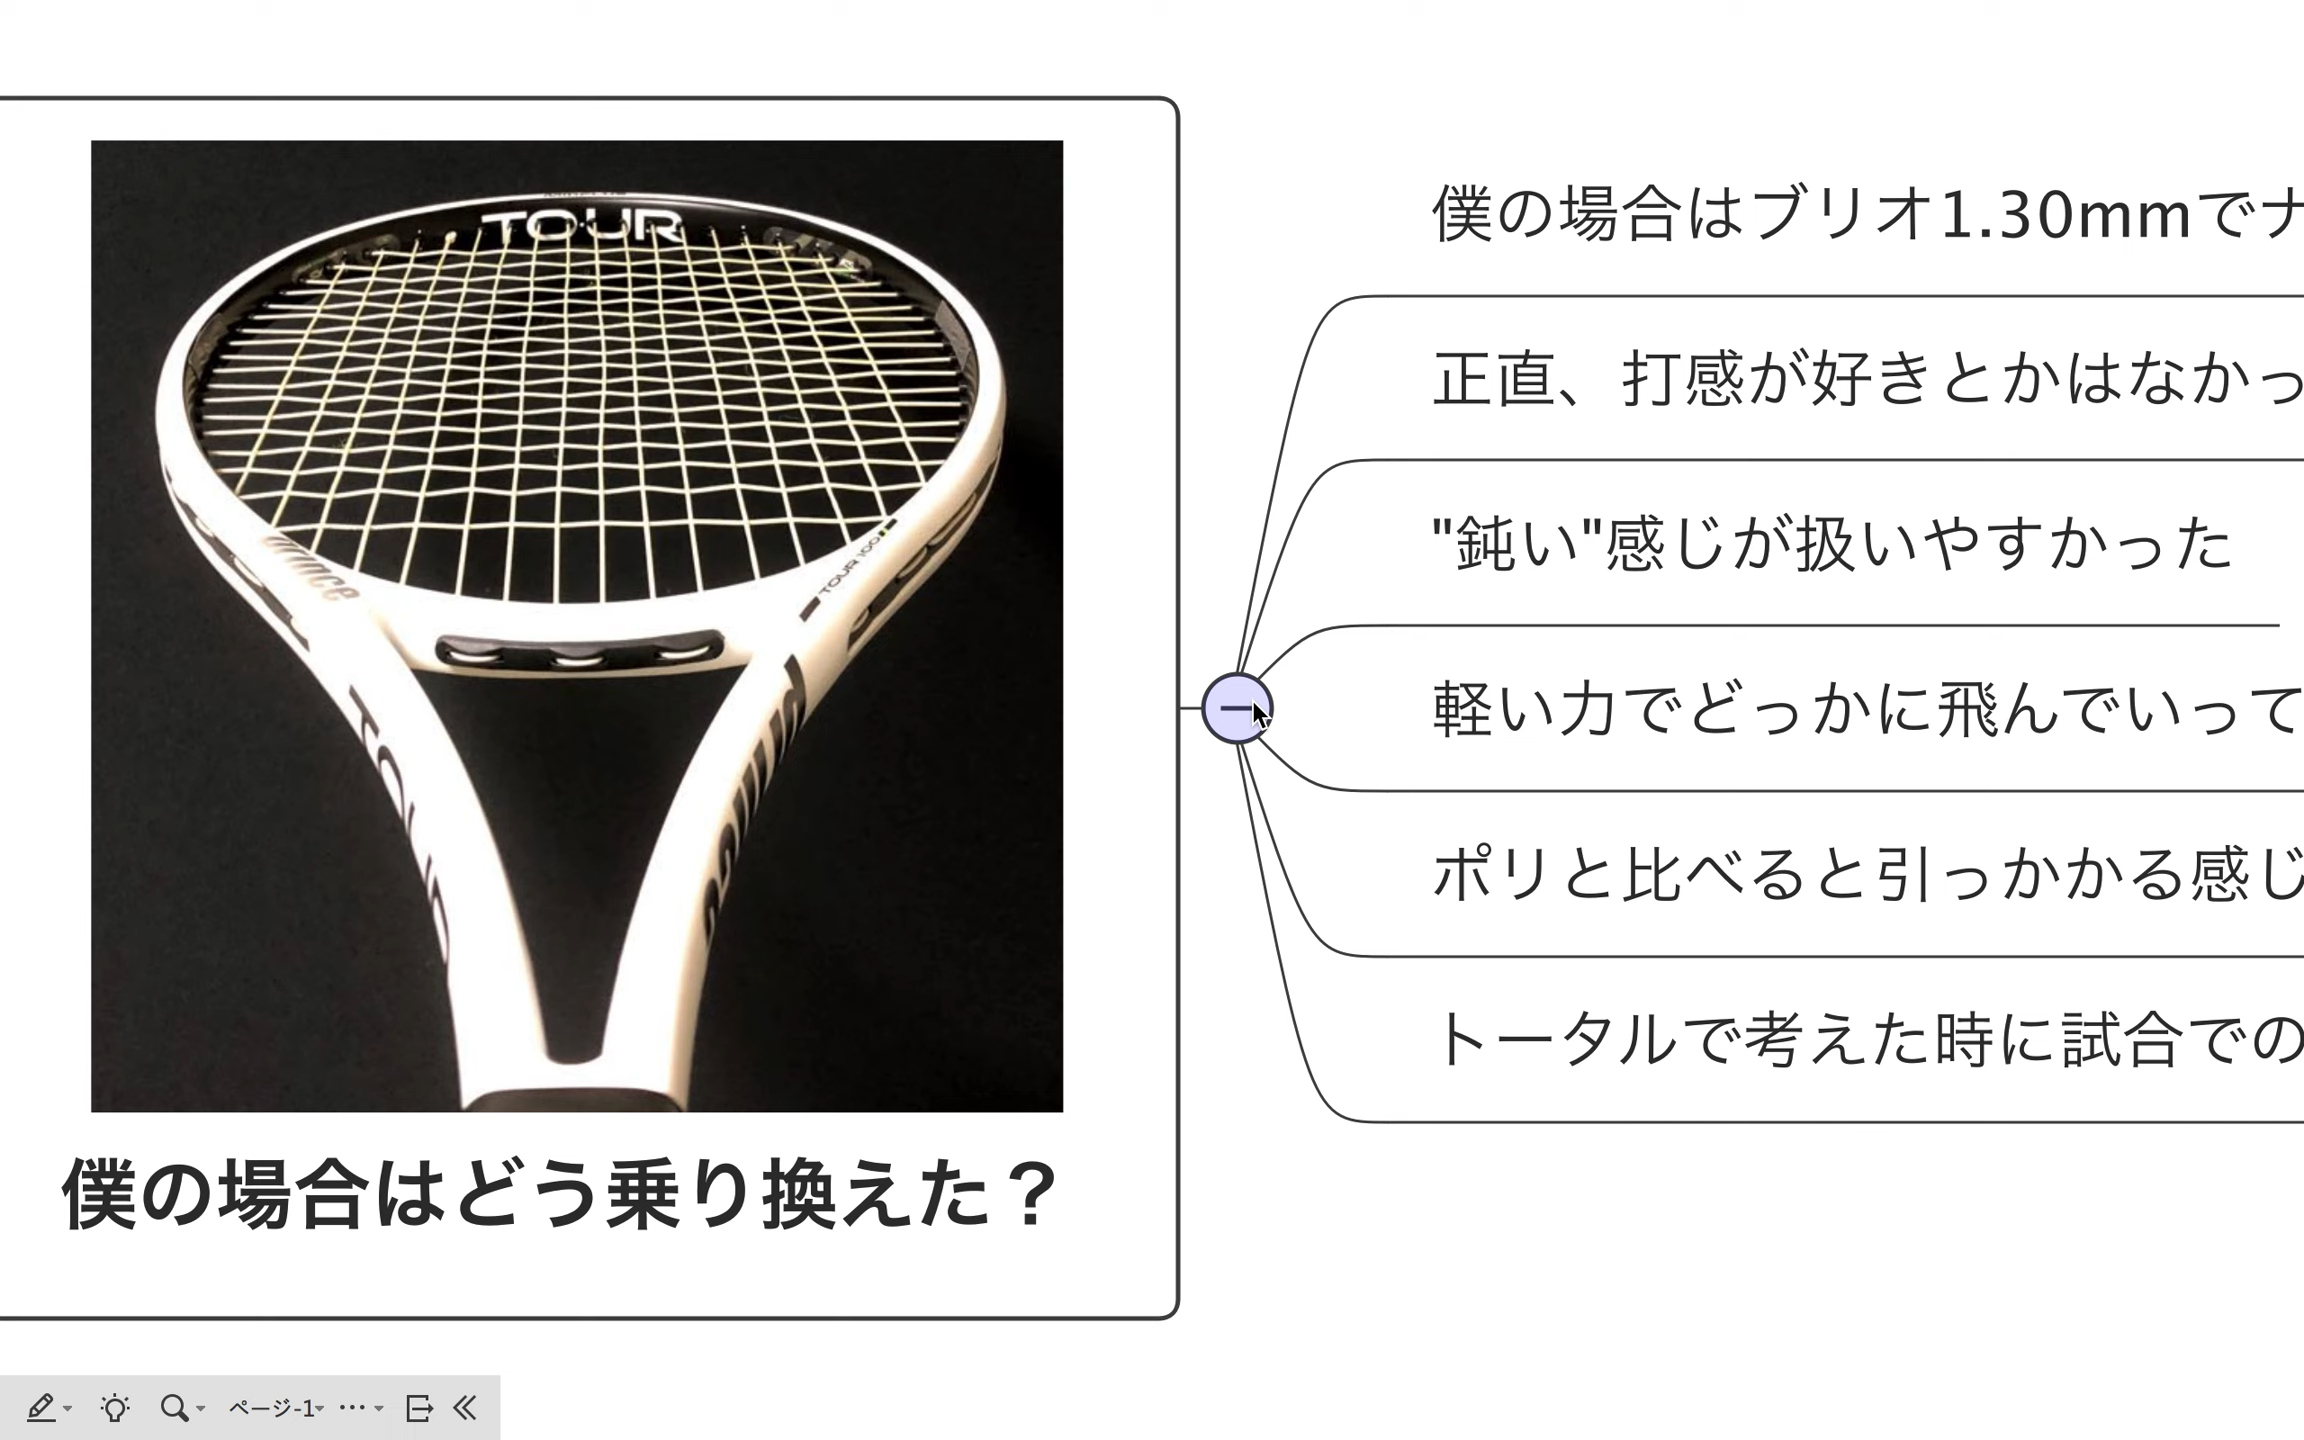 TOUR
prince
TOUR 100
TOUR
prince
僕の場合はどう乗り換えた？
僕の場合はブリオ1.30mmでナ
正直、打感が好きとかはなかっ
"鈍い"感じが扱いやすかった
軽い力でどっかに飛んでいって
ポリと比べると引っかかる感じ
トータルで考えた時に試合での
ページ-1